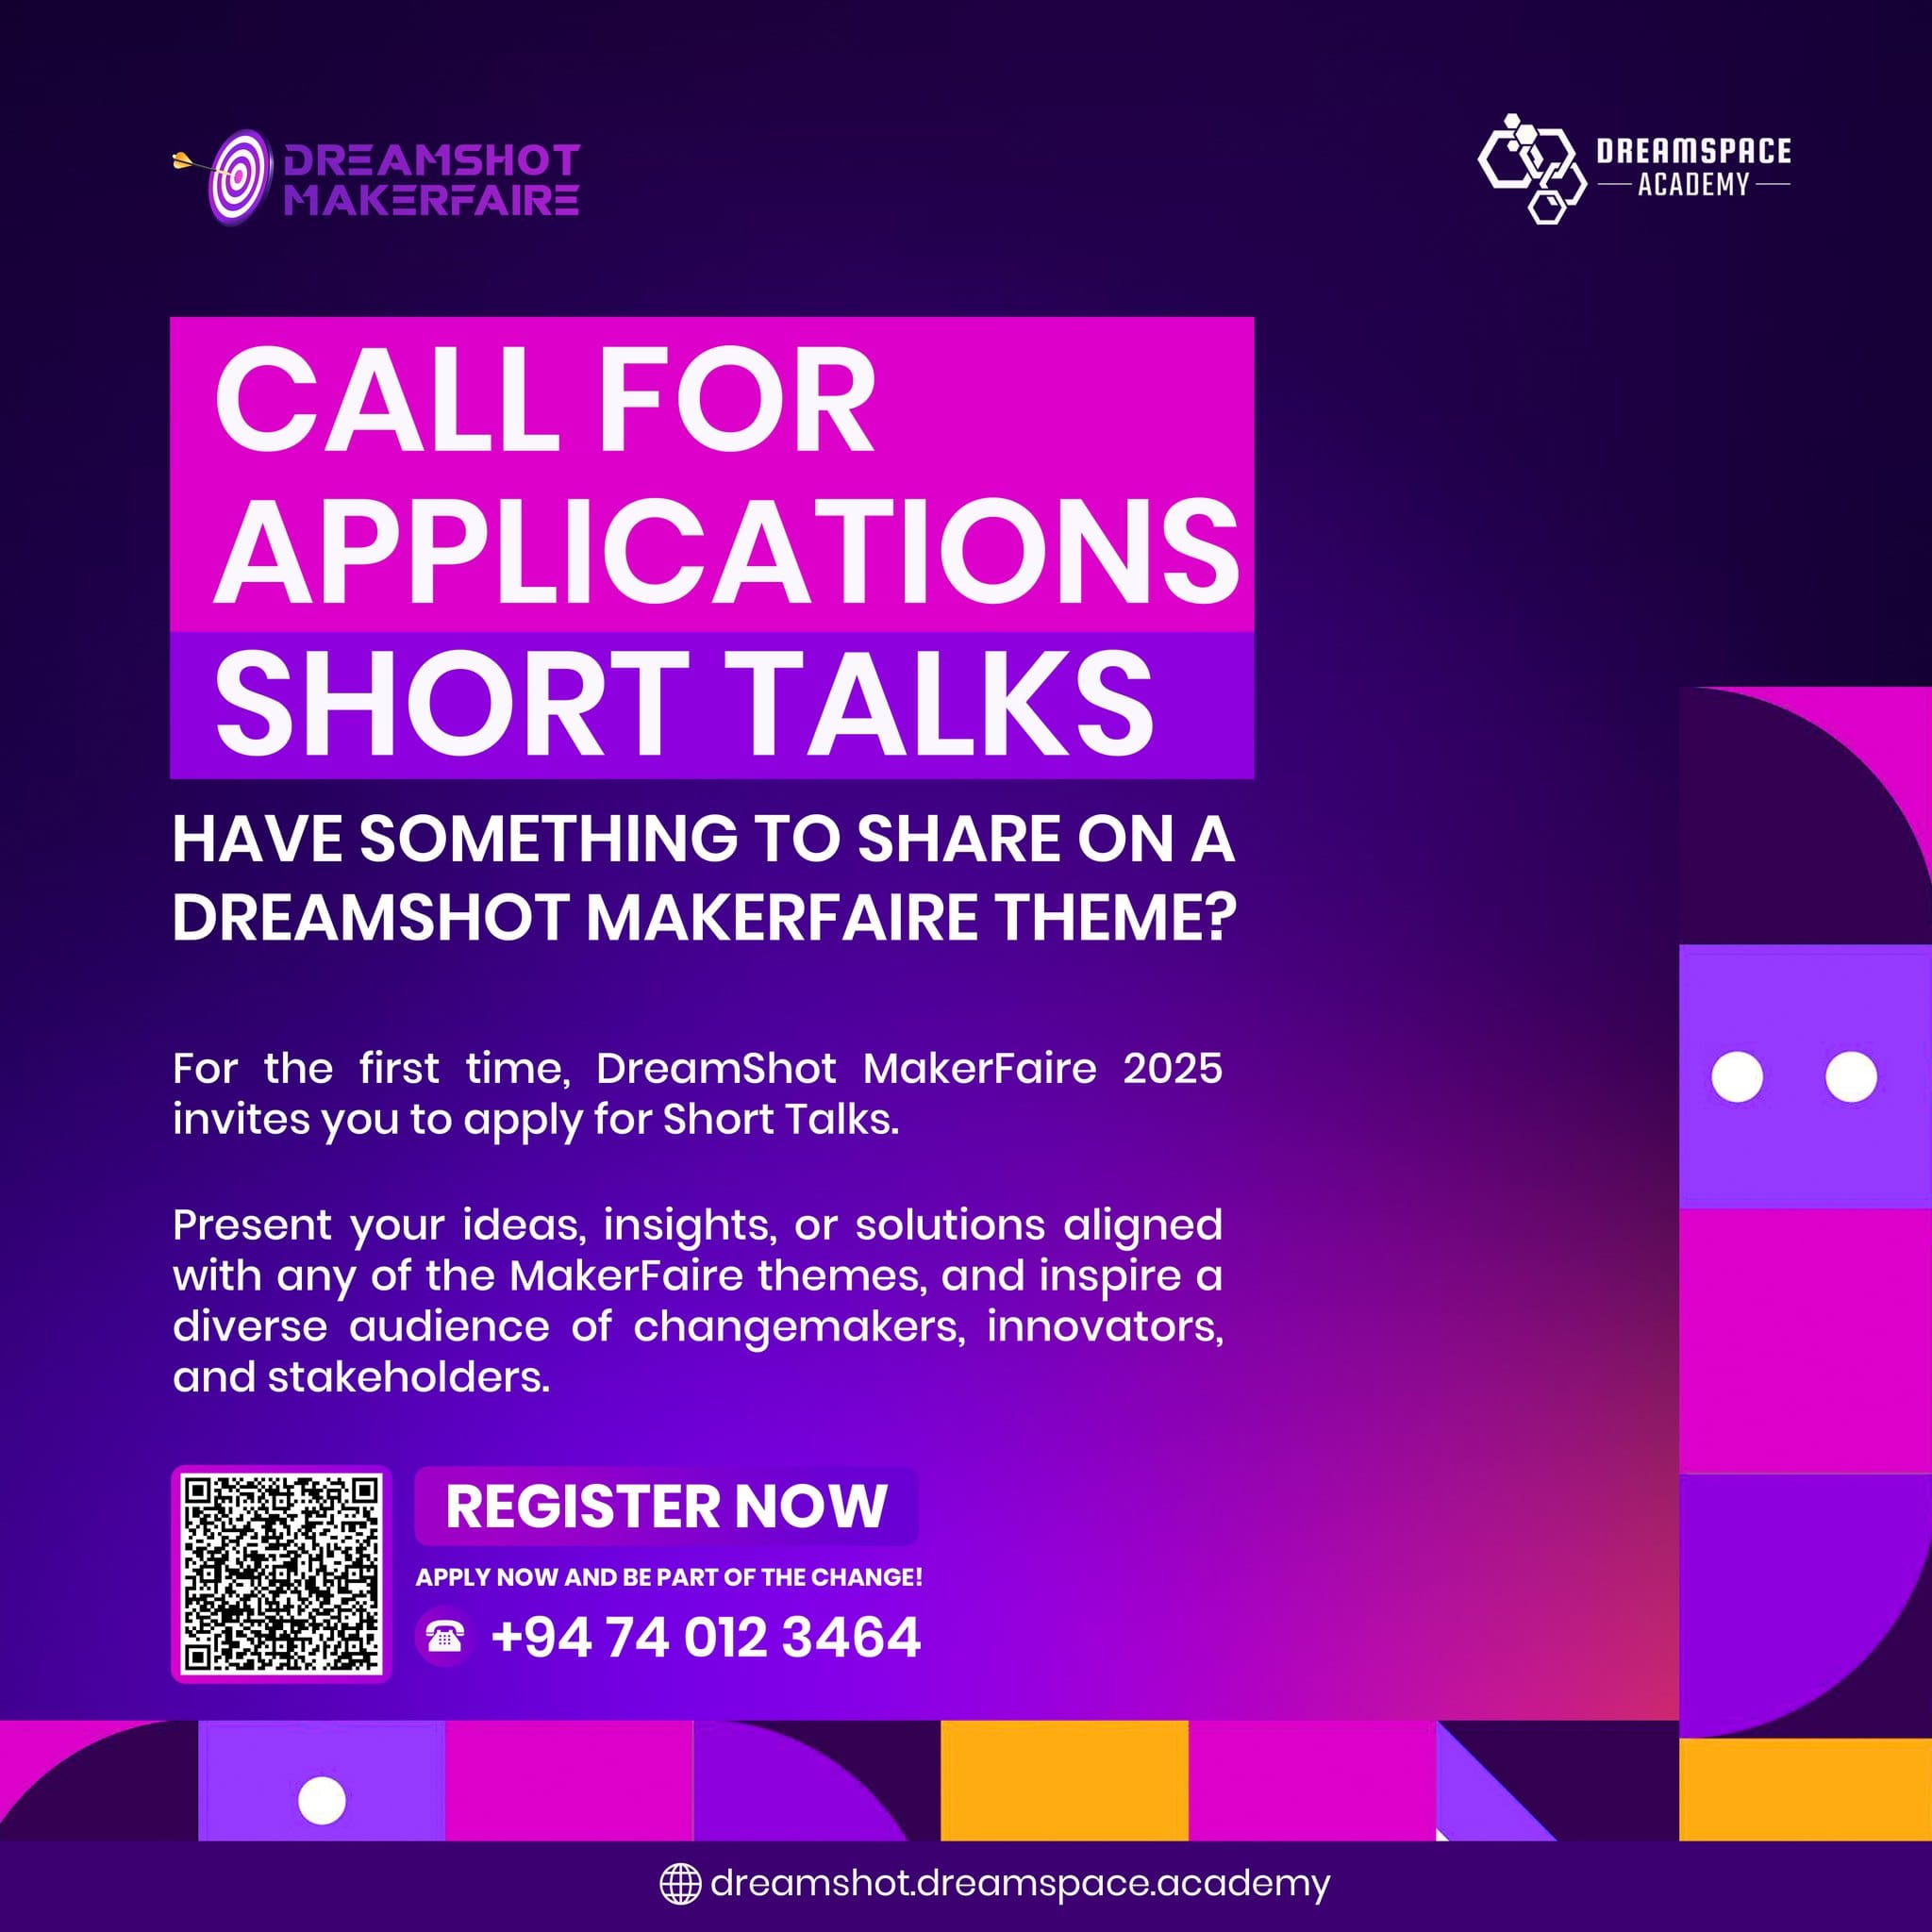 DREAMSHOT
MAKERFAIRE
DREAMSPACE
ACADEMY
CALL FOR
APPLICATIONS
SHORT TALKS
HAVE SOMETHING TO SHARE ON A
DREAMSHOT MAKERFAIRE THEME?
For the first time, DreamShot MakerFaire 2025
invites you to apply for Short Talks.
Present your ideas, insights, or solutions aligned
with any of the MakerFaire themes, and inspire a
diverse audience of changemakers, innovators,
and stakeholders.
REGISTER NOW
APPLY NOW AND BE PART OF THE CHANGE!
+94 74 012 3464
dreamshot.dreamspace.academy